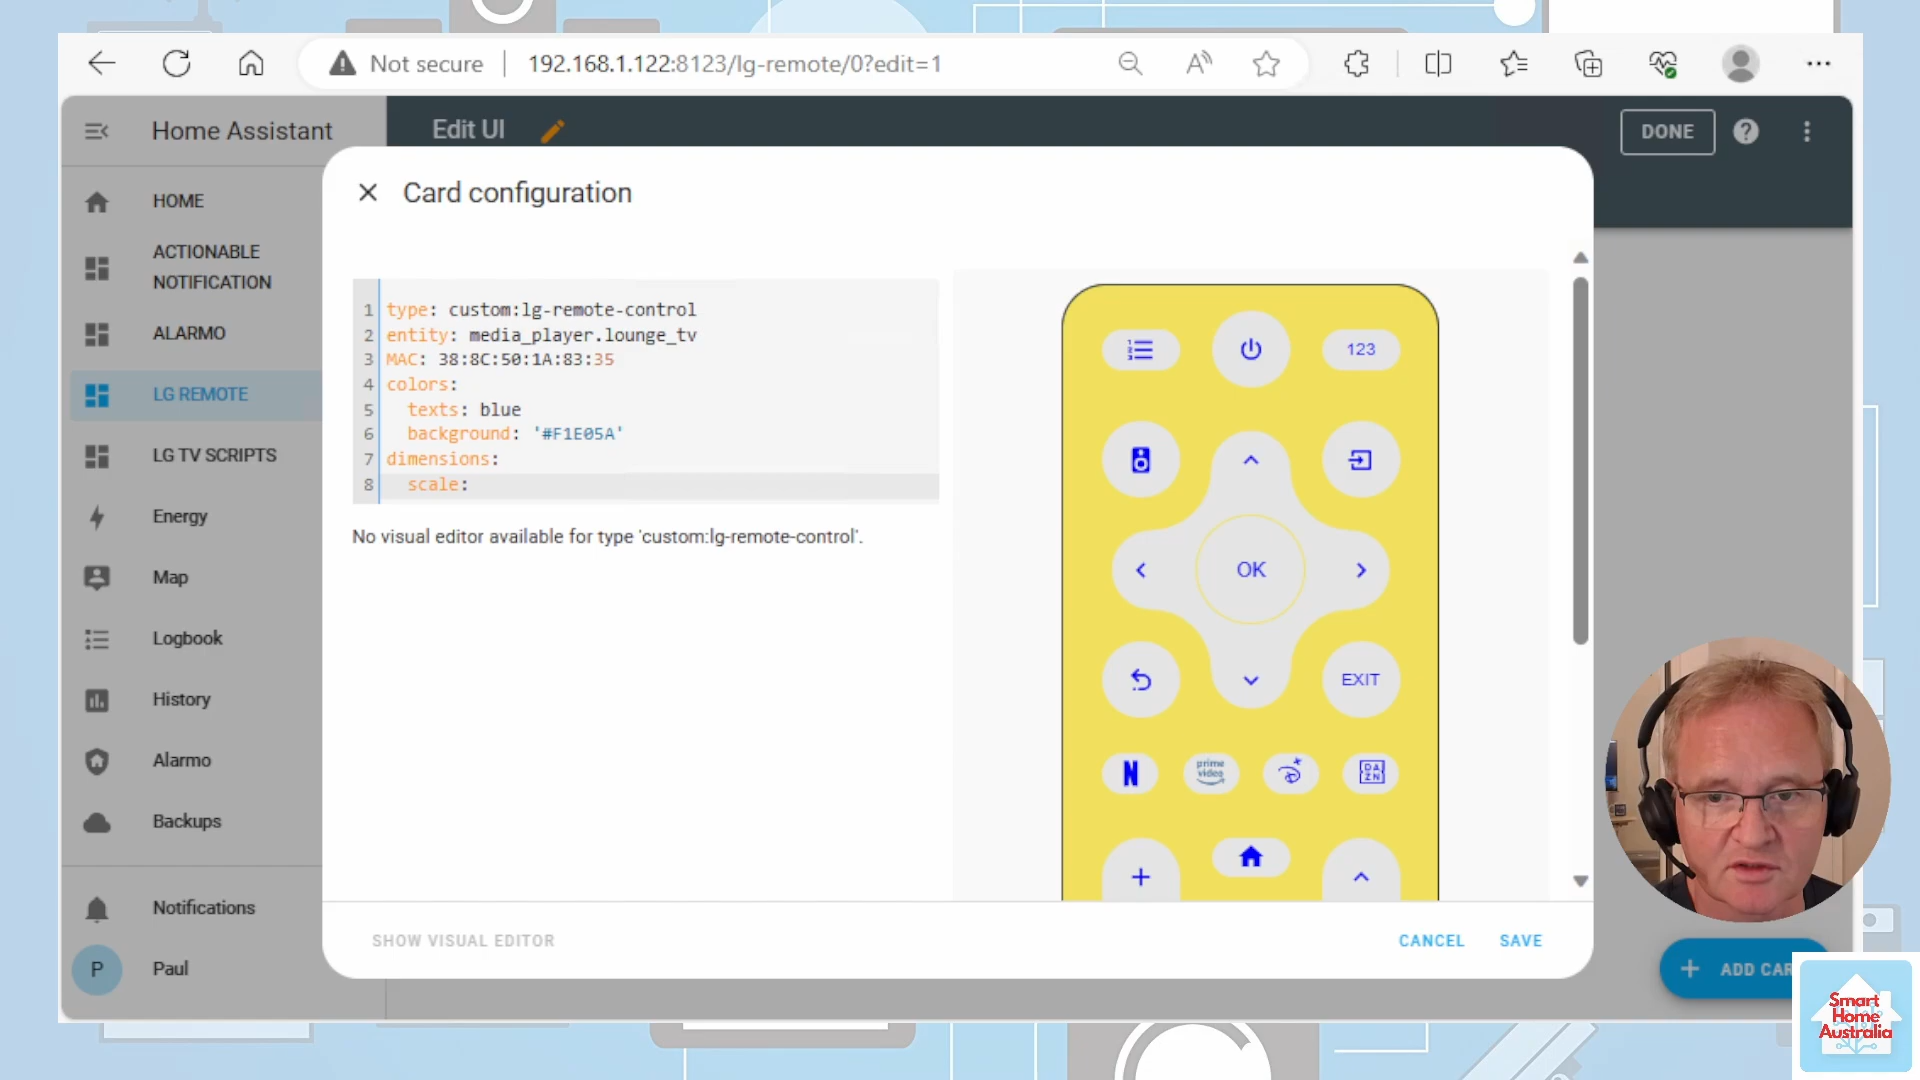 Not secure
192.168.1.122:8123/lg-remote/0?edit=1
Home Assistant
Edit UI
DONE
HOME
ACTIONABLE
NOTIFICATION
ALARMO
LG REMOTE
LG TV SCRIPTS
Energy
Map
Logbook
History
Alarmo
Backups
Notifications
P
Paul
Card configuration
1 type: custom:lg-remote-control
2 entity: media_player.lounge_tv
3 MAC: 38:8C:50:1A:83:35
4 colors:
5 texts: blue
6 background: '#F1E05A'
7 dimensions:
8 scale:
No visual editor available for type 'custom:lg-remote-control'.
123
OK
EXIT
N
prime
video
DA
ZN
SHOW VISUAL EDITOR
CANCEL
SAVE
ADD CAR
Smart
Home
Australia